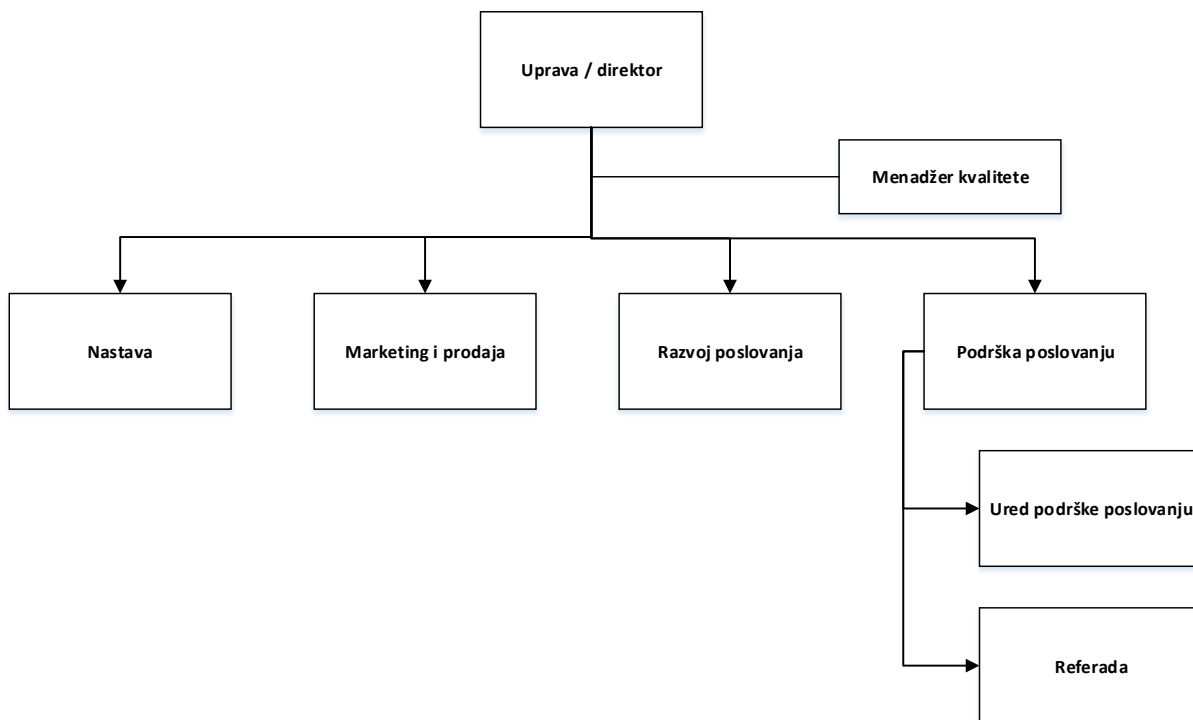 Uprava / direktor
Menadžer kvalitete
Nastava
Marketing i prodaja
Razvoj poslovanja
Podrška poslovanju
Ured podrške poslovanju
Referada